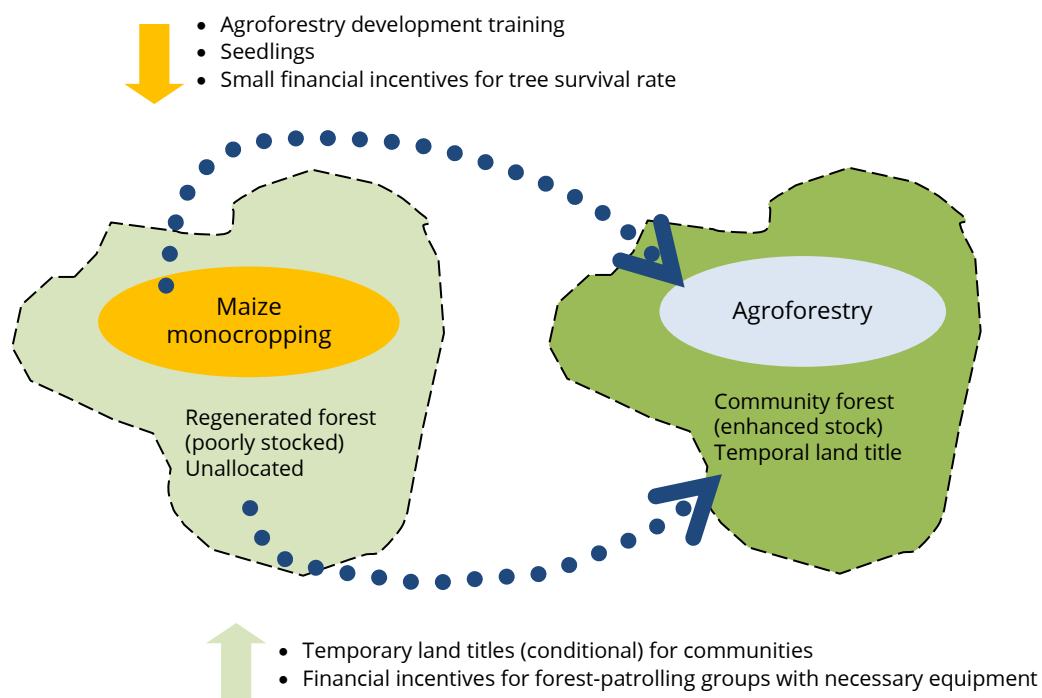 • Agroforestry development training
• Seedlings
• Small financial incentives for tree survival rate
Maize
monocropping
Agroforestry
Regenerated forest
(poorly stocked)
Unallocated
Community forest
(enhanced stock)
Temporal land title
• Temporary land titles (conditional) for communities
• Financial incentives for forest-patrolling groups with necessary equipment